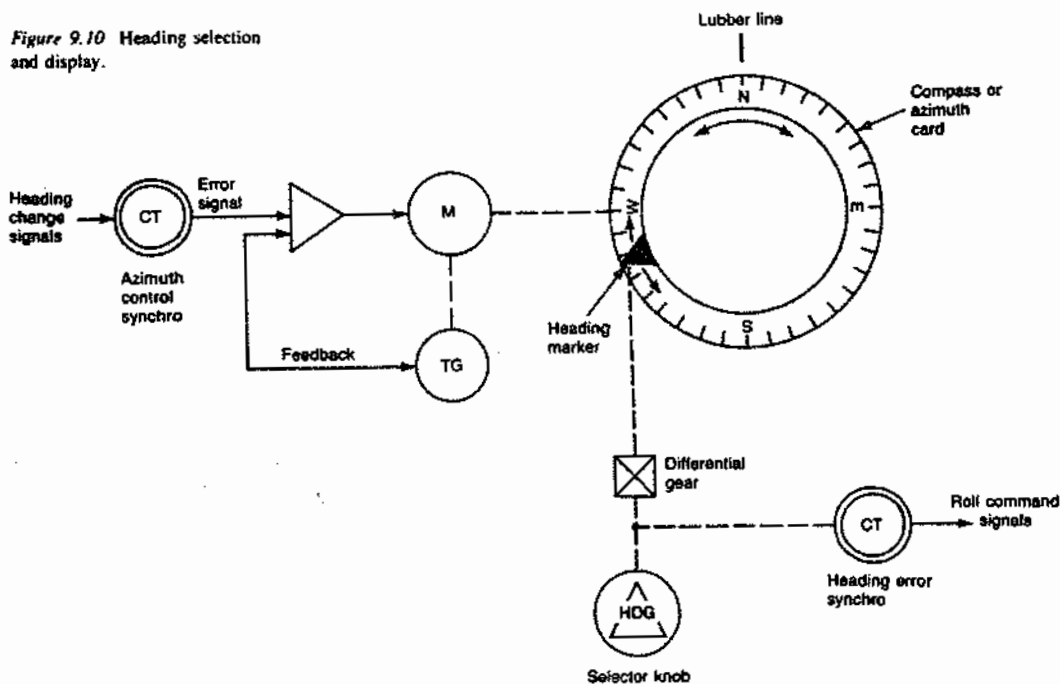 Figure 9.10 Heading selection
and display.
Lubber line
N
Compass or
azimuth
card
Heading
change
signals
CT
Error
signal
M
W
E
Azimuth
control
synchro
Heading
marker
S
Feedback
TG
Differential
gear
CT
Roll command
signals
HDG
Heading error
synchro
Selector knob